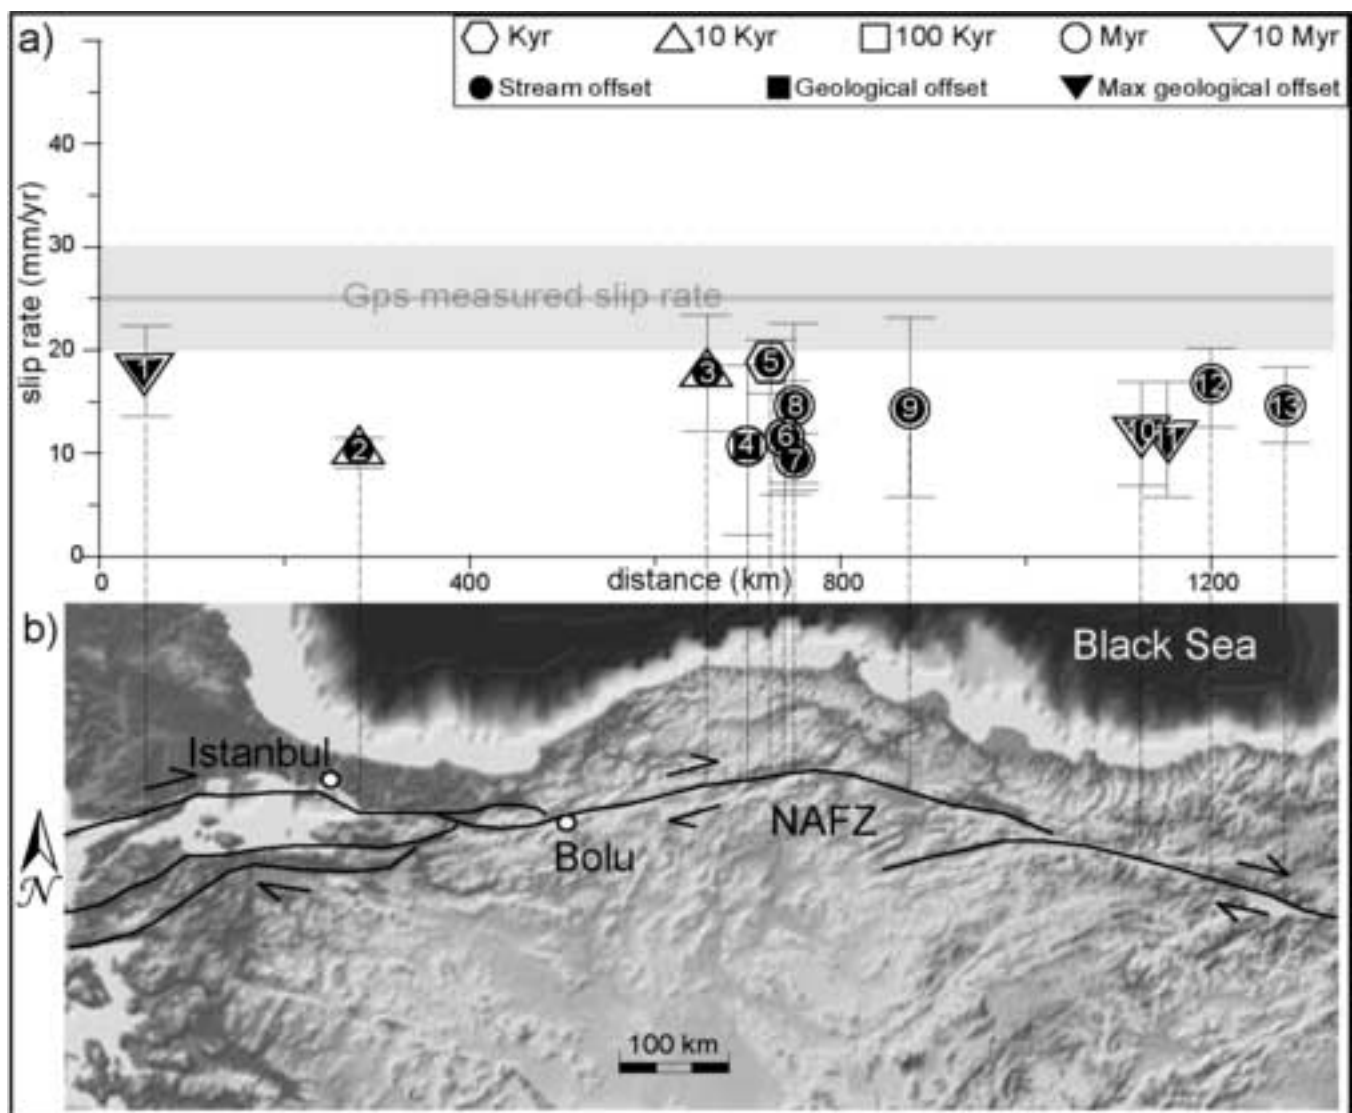 a)
Kyr 10 Kyr 100 Kyr Myr 10 Myr
Stream offset Geological offset Max geological offset
slip rate (mm/yr)
40
30
Gps measured slip rate
20
10
0
1 2 3 4 5 6 7 8 9 10 11 12 13
0 400 distance (km) 800 1200
b)
Black Sea
Istanbul
NAFZ
Bolu
N
100 km